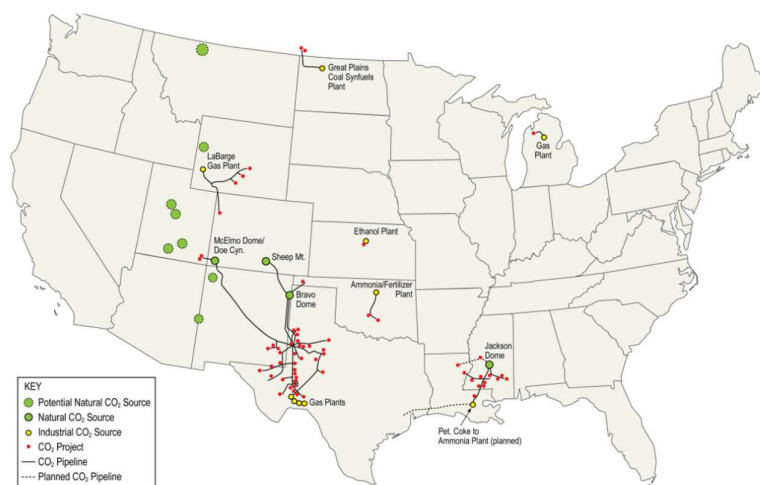 Great Plains
Coal Synfuels
Plant
Gas
Plant
LaBarge
Gas Plant
McElmo Dome/
Doe Cyn.
Sheep Mt.
Ethanol Plant
Bravo
Dome
Ammonia/Fertilizer
Plant
Jackson
Dome
Gas Plants
Pet. Coke to
Ammonia Plant (planned)
KEY
Potential Natural CO₂ Source
Natural CO₂ Source
Industrial CO₂ Source
CO₂ Project
CO₂ Pipeline
Planned CO₂ Pipeline